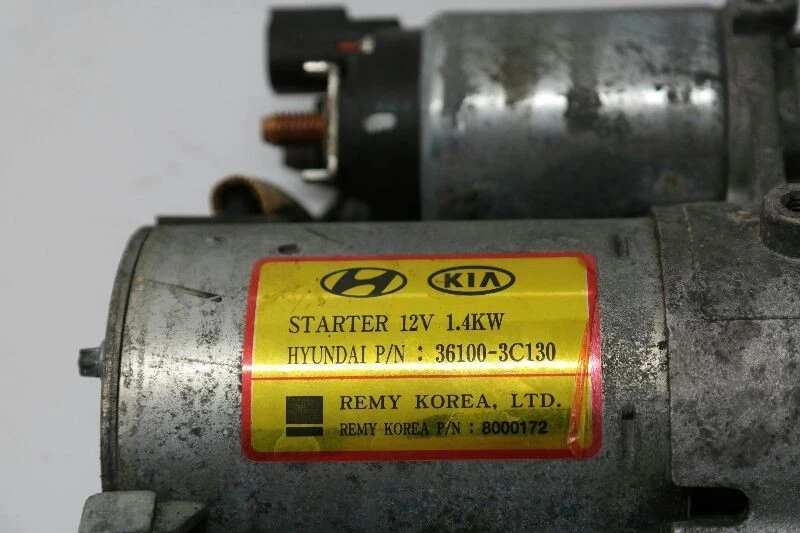 KIA
STARTER 12V 1.4KW
HYUNDAI P/N : 36100-3C130
REMY KOREA, LTD.
REMY KOREA P/N : 8000172